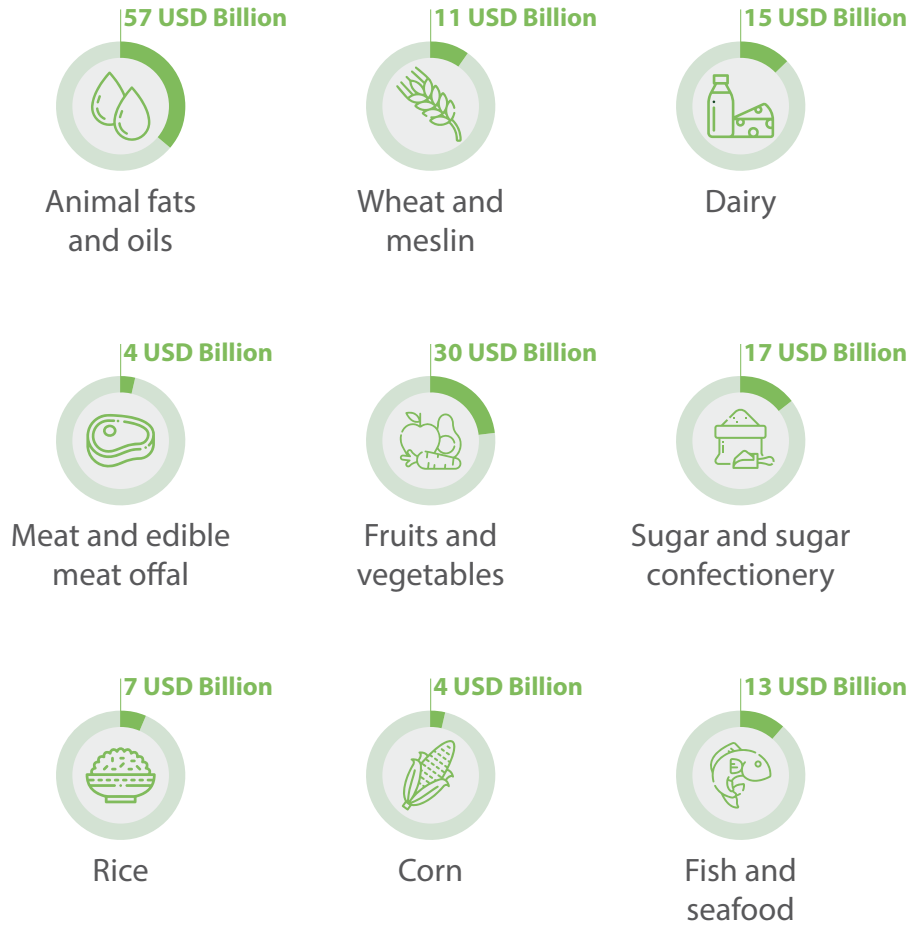 57 USD Billion
Animal fats
and oils
11 USD Billion
Wheat and
meslin
15 USD Billion
Dairy
4 USD Billion
Meat and edible
meat offal
30 USD Billion
Fruits and
vegetables
17 USD Billion
Sugar and sugar
confectionery
7 USD Billion
Rice
4 USD Billion
Corn
13 USD Billion
Fish and
seafood